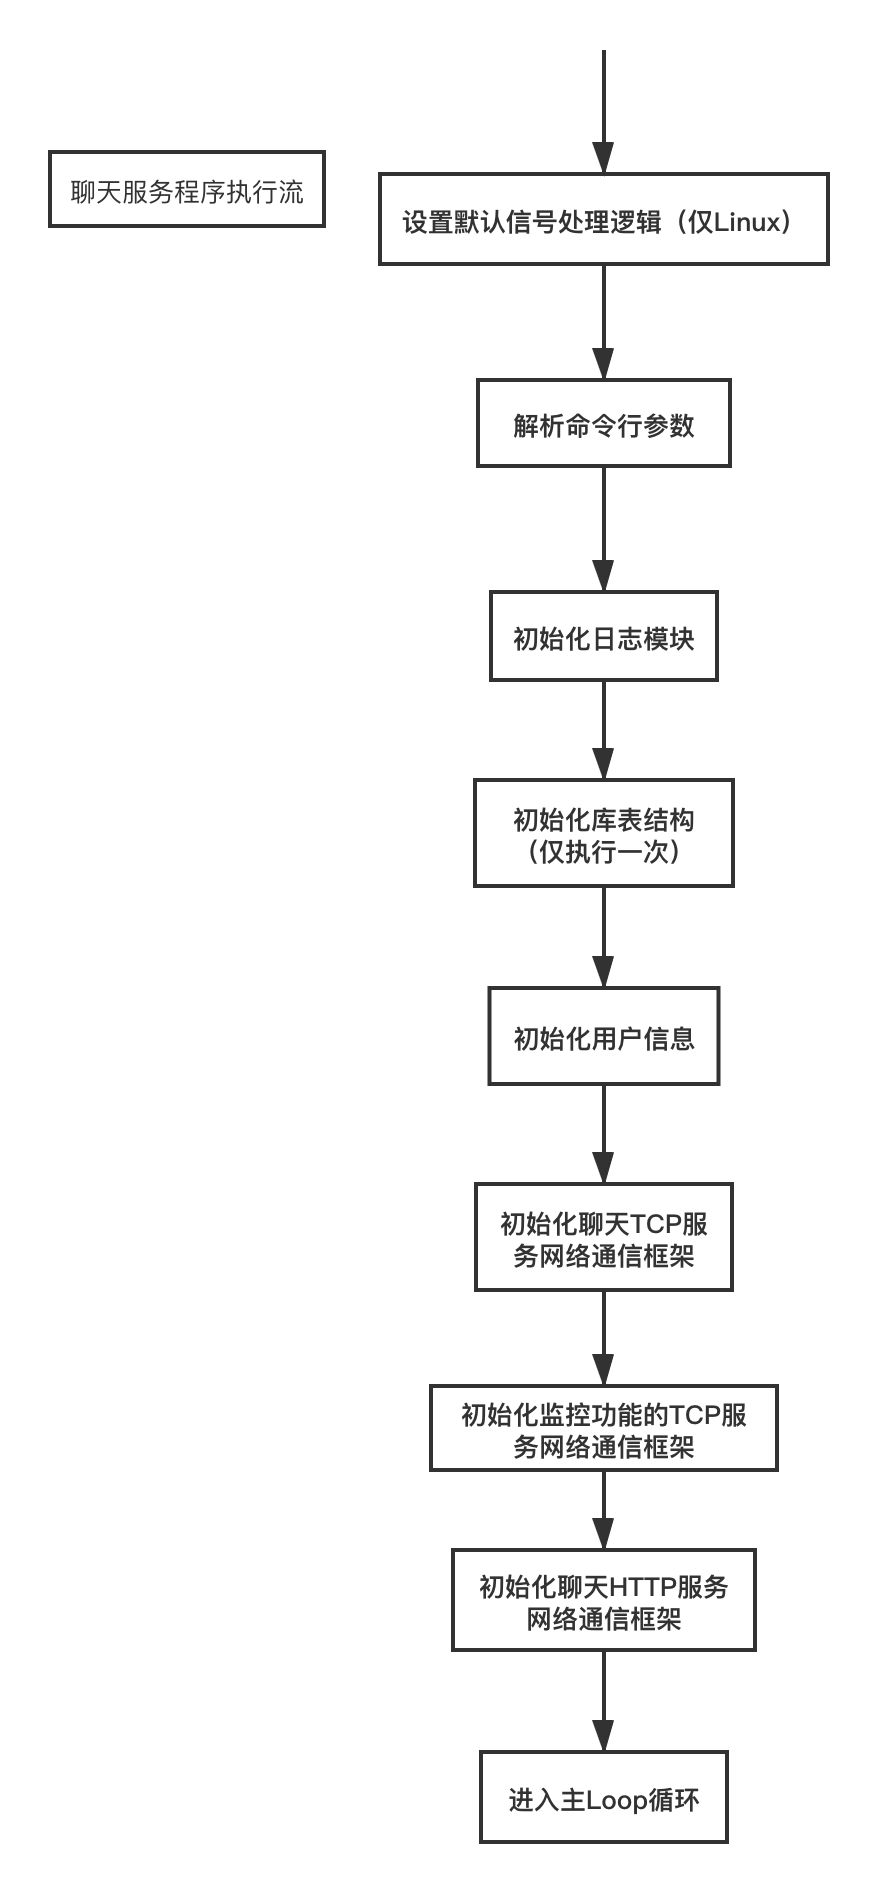 聊天服务程序执行流
设置默认信号处理逻辑（仅Linux）
解析命令行参数
初始化日志模块
初始化库表结构
（仅执行一次）
初始化用户信息
初始化聊天TCP服
务网络通信框架
初始化监控功能的TCP服
务网络通信框架
初始化聊天HTTP服务
网络通信框架
进入主Loop循环